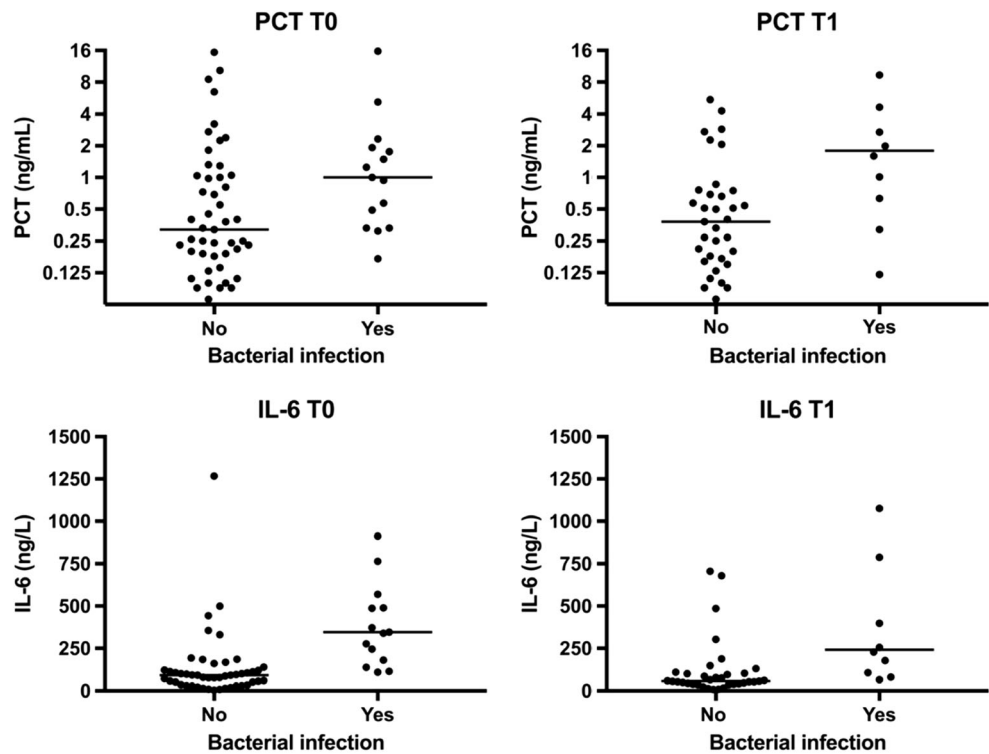 PCT T0
PCT (ng/mL)
16
8
4
2
1
0.5
0.25
0.125
No
Yes
Bacterial infection
PCT T1
PCT (ng/mL)
16
8
4
2
1
0.5
0.25
0.125
No
Yes
Bacterial infection
IL-6 T0
IL-6 (ng/L)
1500
1250
1000
750
500
250
0
No
Yes
Bacterial infection
IL-6 T1
IL-6 (ng/L)
1500
1250
1000
750
500
250
0
No
Yes
Bacterial infection